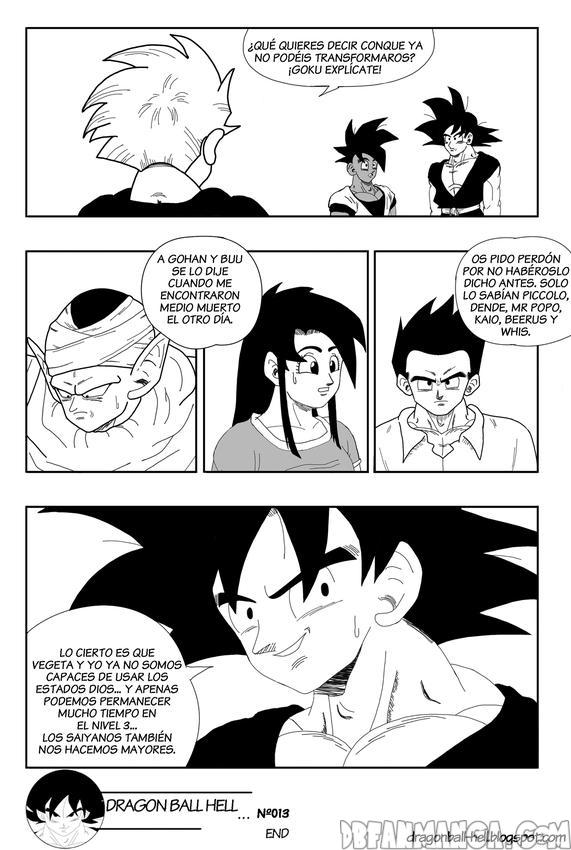 ¿QUÉ QUIERES DECIR CONQUE YA
NO PODÉIS TRANSFORMAROS?
¡GOKU EXPLÍCATE!
A GOHAN Y BUU
SE LO DIJE
CUANDO ME
ENCONTRARON
MEDIO MUERTO
EL OTRO DÍA.
OS PIDO PERDÓN
POR NO HABÉROSLO
DICHO ANTES. SOLO
LO SABÍAN PICCOLO,
DENDE, MR POPO,
KAIO, BEERUS Y
WHIS.
LO CIERTO ES QUE
VEGETA Y YO YA NO SOMOS
CAPACES DE USAR LOS
ESTADOS DIOS... Y APENAS
PODEMOS PERMANECER
MUCHO TIEMPO EN
EL NIVEL 3...
LOS SAIYANOS TAMBIÉN
NOS HACEMOS MAYORES.
DRAGON BALL HELL
... Nº013
END
dragonball-hell.blogspot.com
DBFANMANGA.COM